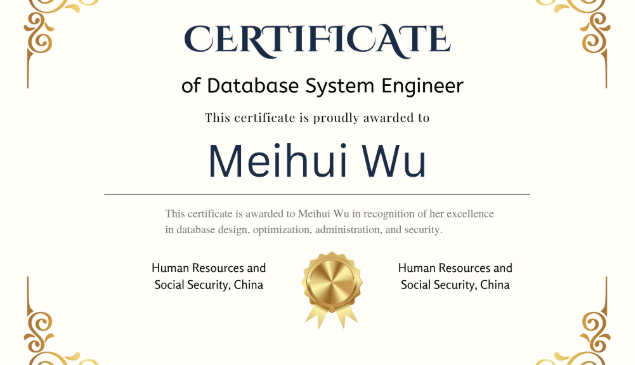 CERTIFICATE
of Database System Engineer
This certificate is proudly awarded to
Meihui Wu
This certificate is awarded to Meihui Wu in recognition of her excellence
in database design, optimization, administration, and security.
Human Resources and
Social Security, China
Human Resources and
Social Security, China